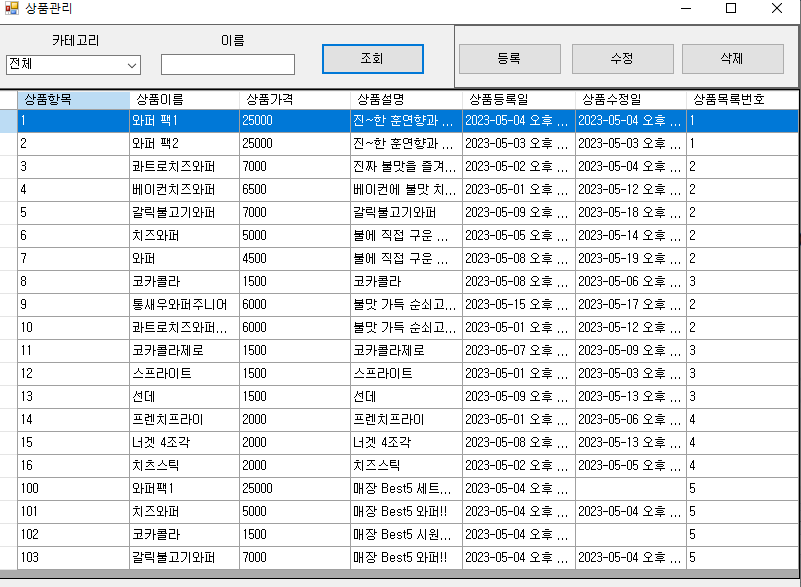 상품관리
카테고리 이름
전체 조회 등록 수정 삭제
상품항목 상품이름 상품가격 상품설명 상품등록일 상품수정일 상품목록번호
1 와퍼 팩1 25000 진~한 훈연향과 ... 2023-05-04 오후 ... 2023-05-04 오후 ... 1
2 와퍼 팩2 25000 진~한 훈연향과 ... 2023-05-03 오후 ... 2023-05-03 오후 ... 1
3 콰트로치즈와퍼 7000 진짜 불맛을 즐겨... 2023-05-02 오후 ... 2023-05-04 오후 ... 2
4 베이컨치즈와퍼 6500 베이컨에 불맛 치... 2023-05-01 오후 ... 2023-05-12 오후 ... 2
5 갈릭불고기와퍼 7000 갈릭불고기와퍼 2023-05-09 오후 ... 2023-05-18 오후 ... 2
6 치즈와퍼 5000 불에 직접 구운 ... 2023-05-05 오후 ... 2023-05-14 오후 ... 2
7 와퍼 4500 불에 직접 구운 ... 2023-05-08 오후 ... 2023-05-19 오후 ... 2
8 코카콜라 1500 코카콜라 2023-05-08 오후 ... 2023-05-06 오후 ... 3
9 통새우와퍼주니어 6000 불맛 가득 순쇠고... 2023-05-15 오후 ... 2023-05-17 오후 ... 2
10 콰트로치즈와퍼... 6000 불맛 가득 순쇠고... 2023-05-01 오후 ... 2023-05-12 오후 ... 2
11 코카콜라제로 1500 코카콜라제로 2023-05-07 오후 ... 2023-05-09 오후 ... 3
12 스프라이트 1500 스프라이트 2023-05-01 오후 ... 2023-05-03 오후 ... 3
13 선데 1500 선데 2023-05-09 오후 ... 2023-05-13 오후 ... 3
14 프렌치프라이 2000 프렌치프라이 2023-05-01 오후 ... 2023-05-06 오후 ... 4
15 너겟 4조각 2000 너겟 4조각 2023-05-08 오후 ... 2023-05-13 오후 ... 4
16 치츠스틱 2000 치즈스틱 2023-05-02 오후 ... 2023-05-05 오후 ... 4
100 와퍼팩1 25000 매장 Best5 세트... 2023-05-04 오후 ... 5
101 치즈와퍼 5000 매장 Best5 와퍼!! 2023-05-04 오후 ... 2023-05-04 오후 ... 5
102 코카콜라 1500 매장 Best5 시원... 2023-05-04 오후 ... 5
103 갈릭불고기와퍼 7000 매장 Best5 와퍼!! 2023-05-04 오후 ... 2023-05-04 오후 ... 5